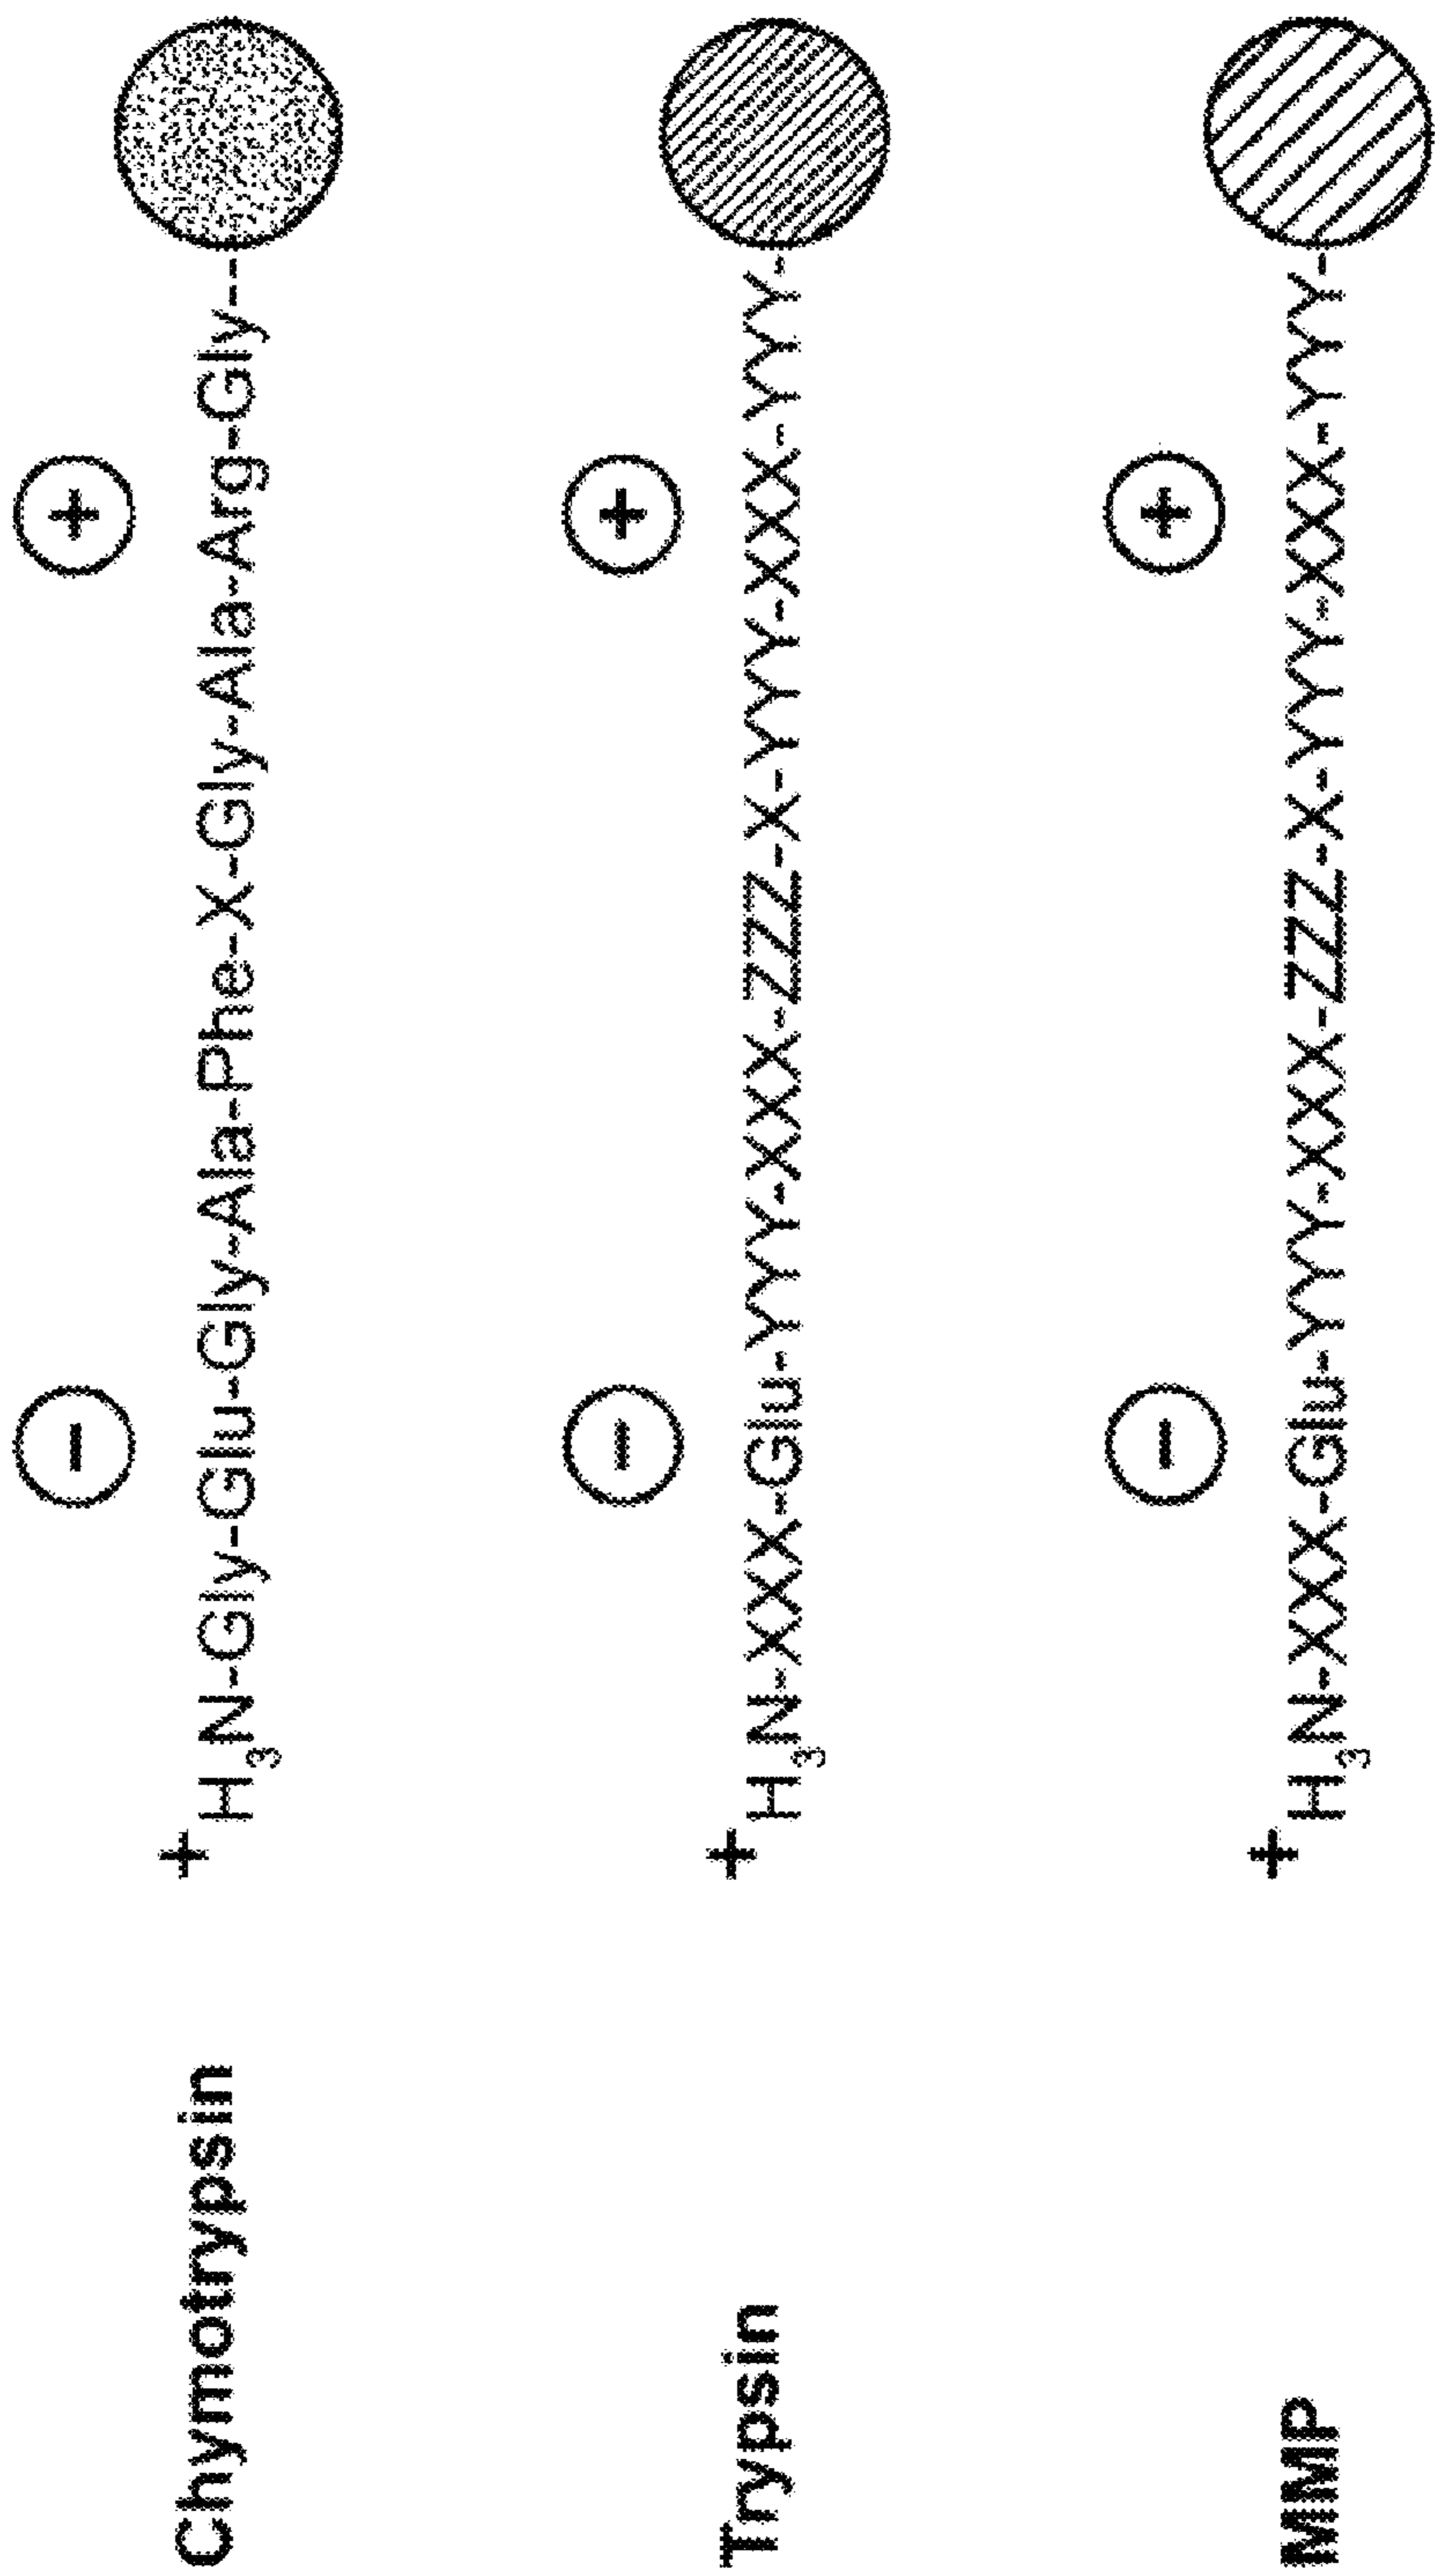 Chymotrypsin
− +
+H3N-Gly-Glu-Gly-Ala-Phe-X-Gly-Ala-Arg-Gly--
Trypsin
− +
+H3N-XXX-Glu-YYY-XXX-ZZZ-X-YYY-XXX-YYY-
MMP
− +
+H3N-XXX-Glu-YYY-XXX-ZZZ-X-YYY-XXX-YYY-